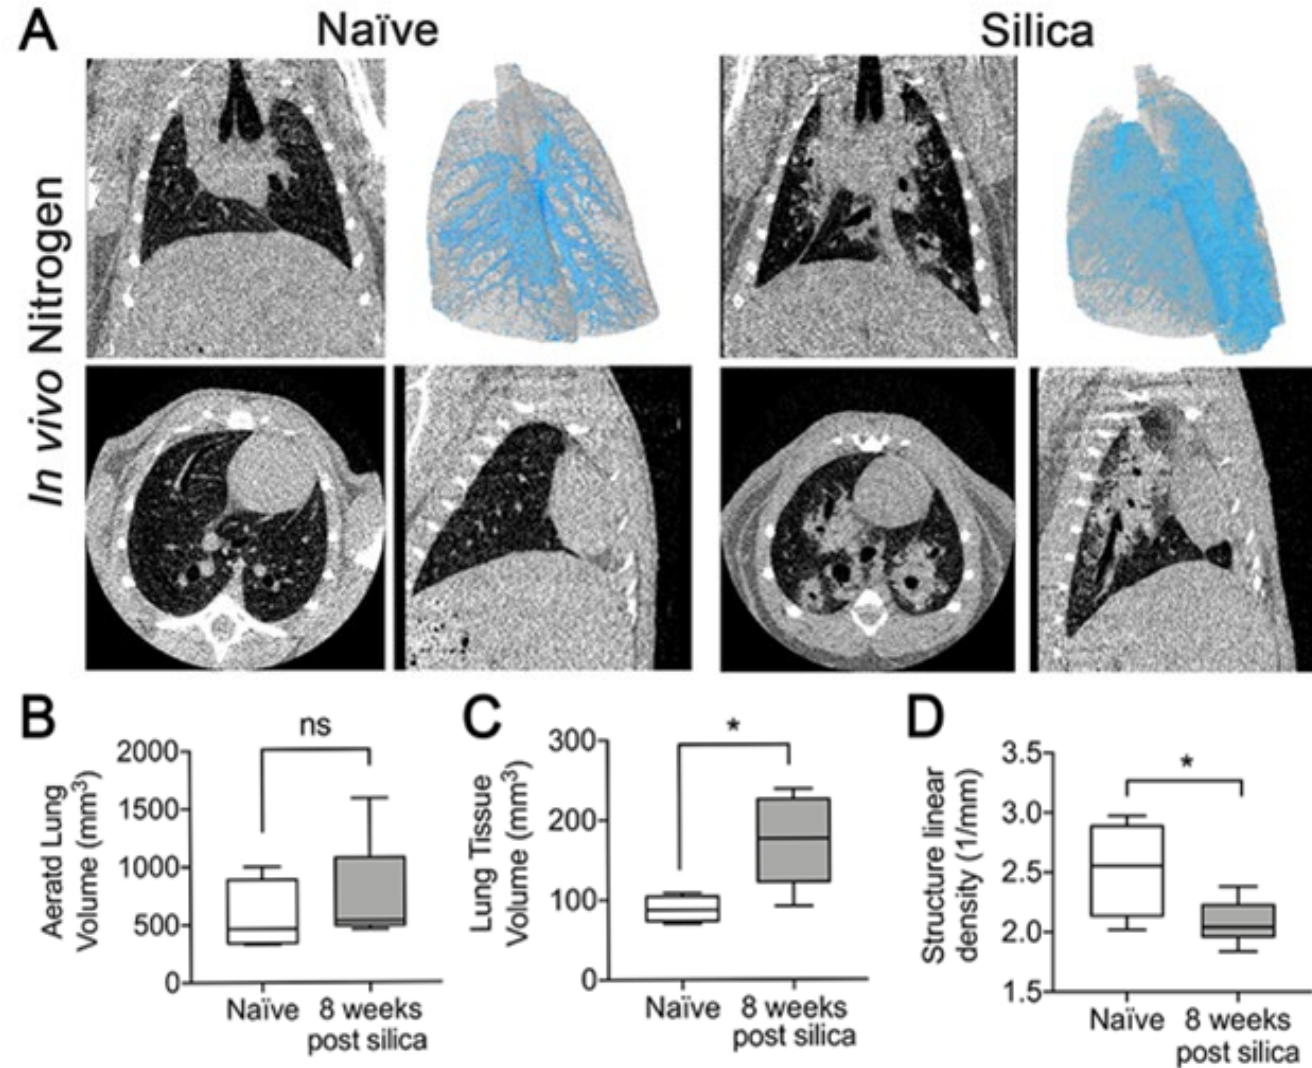 A
Naïve
Silica
In vivo Nitrogen
B
ns
Aeratd Lung
Volume (mm³)
2000
1500
1000
500
0
Naïve
8 weeks
post silica
C
*
Lung Tissue
Volume (mm³)
300
200
100
0
Naïve
8 weeks
post silica
D
*
Structure linear
density (1/mm)
3.5
3.0
2.5
2.0
1.5
Naïve
8 weeks
post silica